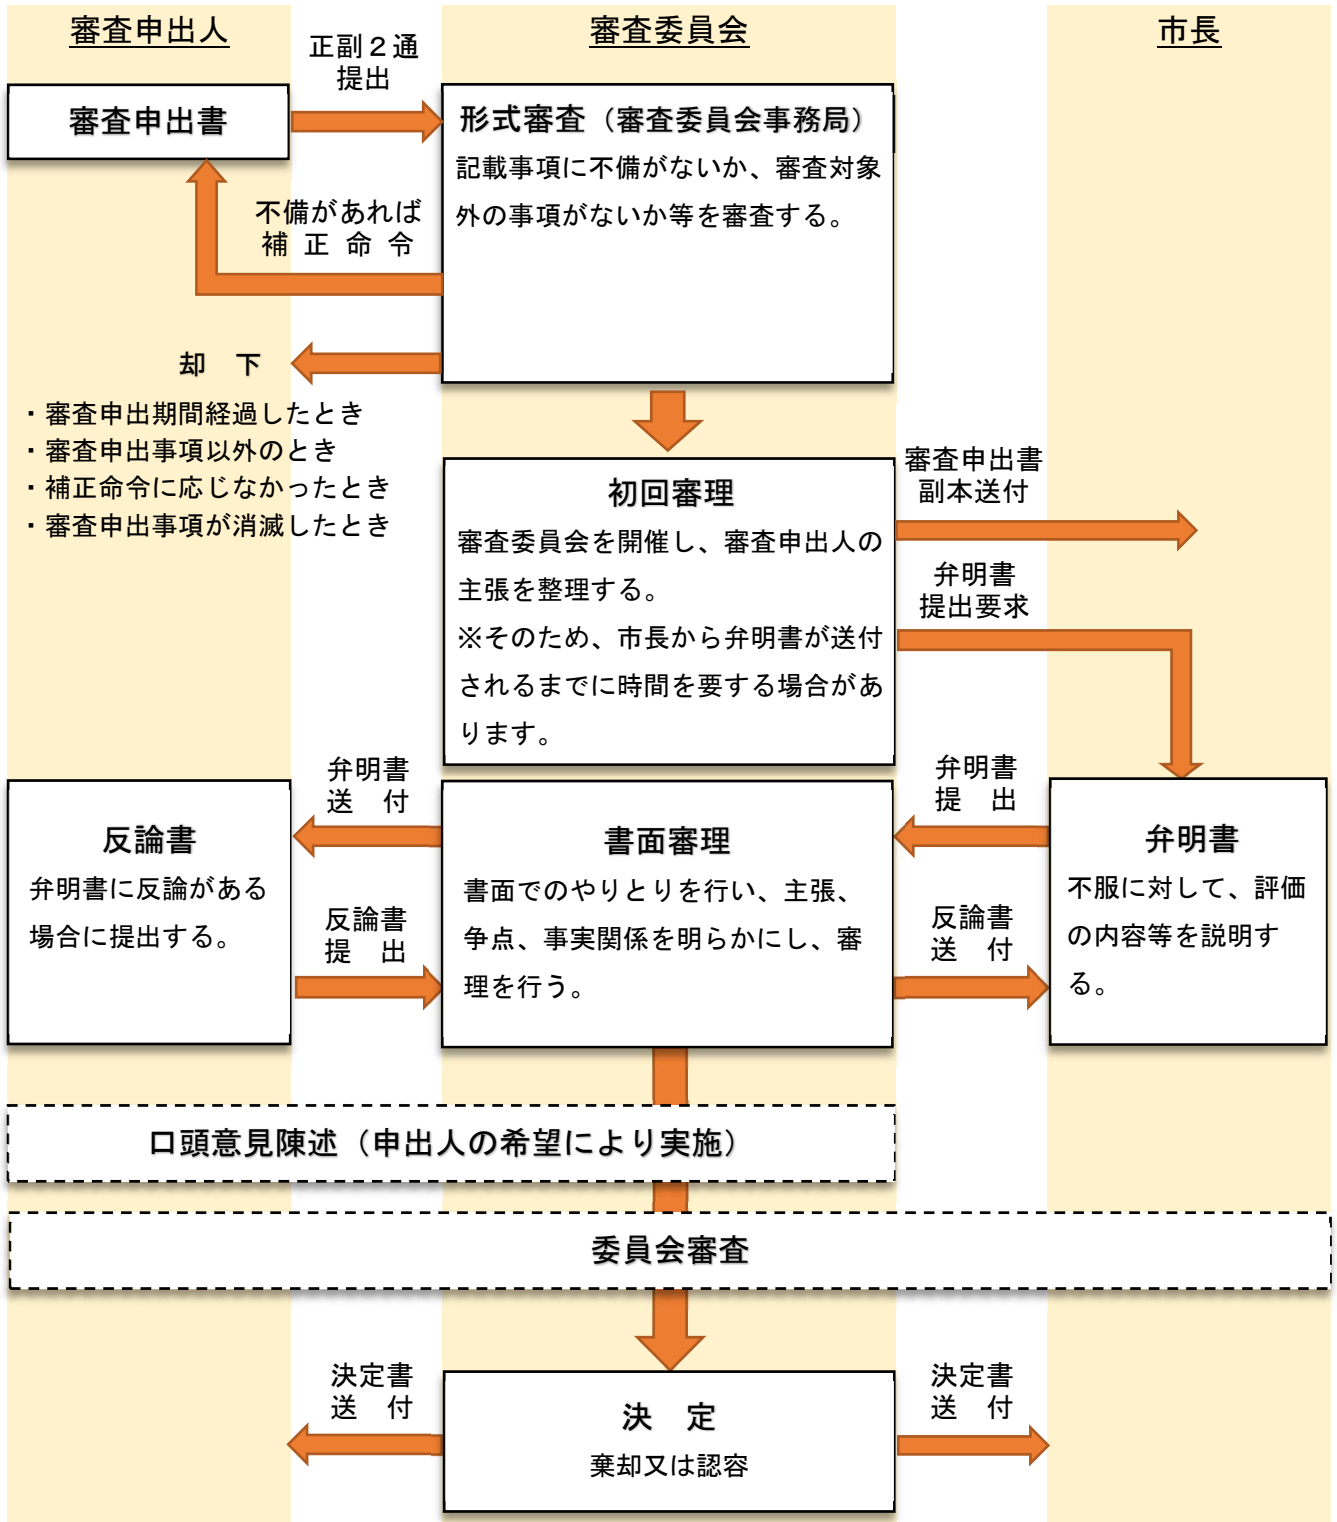 審査申出人
審査委員会
市長
正副２通
提出
審査申出書
形式審査（審査委員会事務局）
記載事項に不備がないか、審査対象
外の事項がないか等を審査する。
不備があれば
補正命令
却　下
・審査申出期間経過したとき
・審査申出事項以外のとき
・補正命令に応じなかったとき
・審査申出事項が消滅したとき
初回審理
審査委員会を開催し、審査申出人の
主張を整理する。
※そのため、市長から弁明書が送付
されるまでに時間を要する場合があ
ります。
審査申出書
副本送付
弁明書
提出要求
弁明書
送　付
弁明書
提　出
反論書
弁明書に反論がある
場合に提出する。
反論書
提　出
書面審理
書面でのやりとりを行い、主張、
争点、事実関係を明らかにし、審
理を行う。
反論書
送　付
弁明書
不服に対して、評価
の内容等を説明す
る。
口頭意見陳述（申出人の希望により実施）
委員会審査
決定書
送　付
決　定
棄却又は認容
決定書
送　付